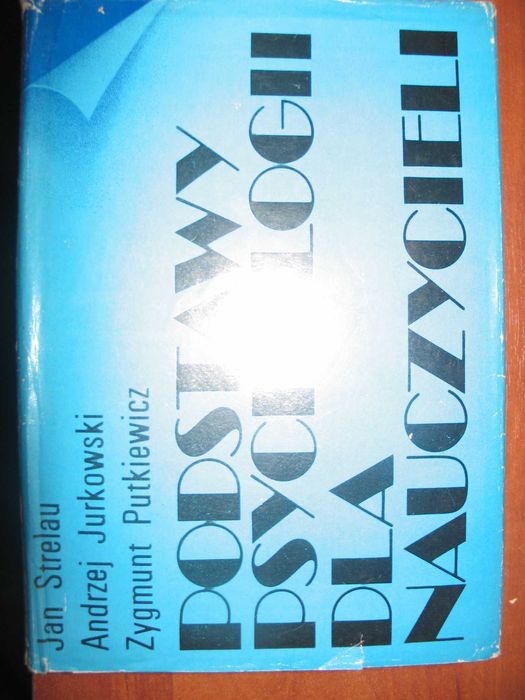 Jan Strelau
Andrzej Jurkowski
Zygmunt Putkiewicz
PODSTAWY
PSYCHOLOGII
DLA
NAUCZYCIELI